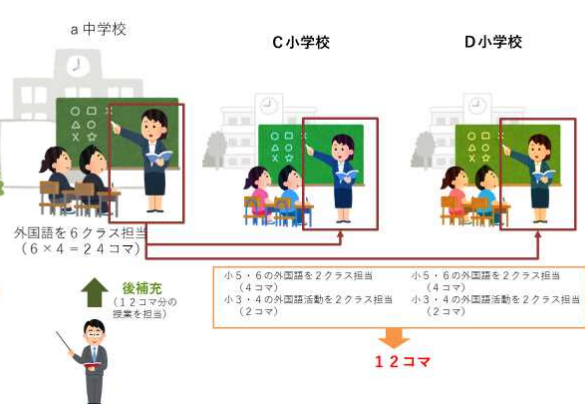 a 中学校
C小学校
D小学校
外国語を6クラス担当
（6×4＝24コマ）
後補充
（12コマ分の
授業を担当）
小5・6の外国語を2クラス担当
（4コマ）
小3・4の外国語活動を2クラス担当
（2コマ）
小5・6の外国語を2クラス担当
（4コマ）
小3・4の外国語活動を2クラス担当
（2コマ）
12コマ